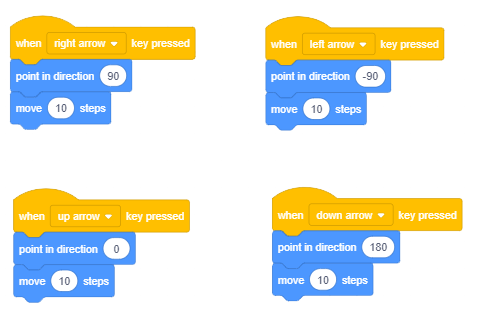 when right arrow key pressed
point in direction 90
move 10 steps
when left arrow key pressed
point in direction -90
move 10 steps
when up arrow key pressed
point in direction 0
move 10 steps
when down arrow key pressed
point in direction 180
move 10 steps